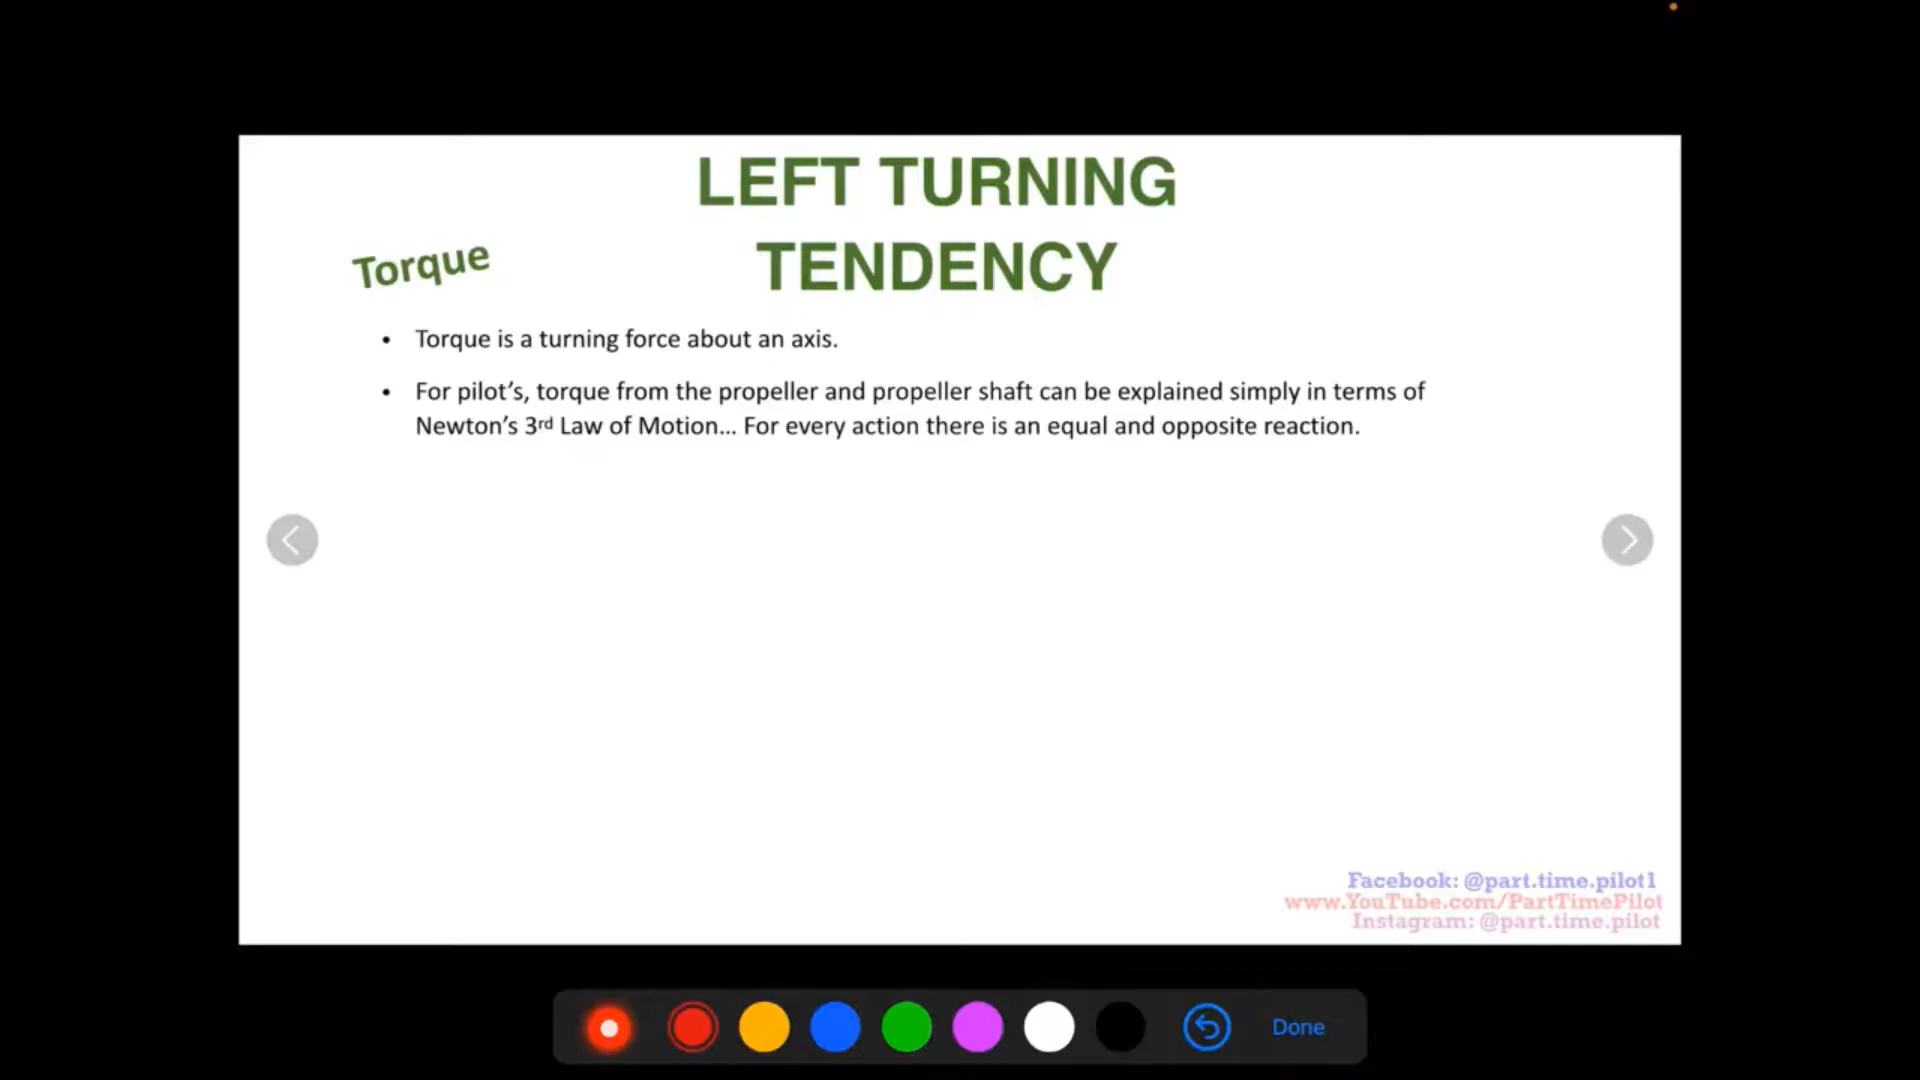 LEFT TURNING
TENDENCY
Torque
• Torque is a turning force about an axis.
• For pilot’s, torque from the propeller and propeller shaft can be explained simply in terms of
Newton’s 3rd Law of Motion... For every action there is an equal and opposite reaction.
Facebook: @part.time.pilot1
www.YouTube.com/PartTimePilot
Instagram: @part.time.pilot
Done